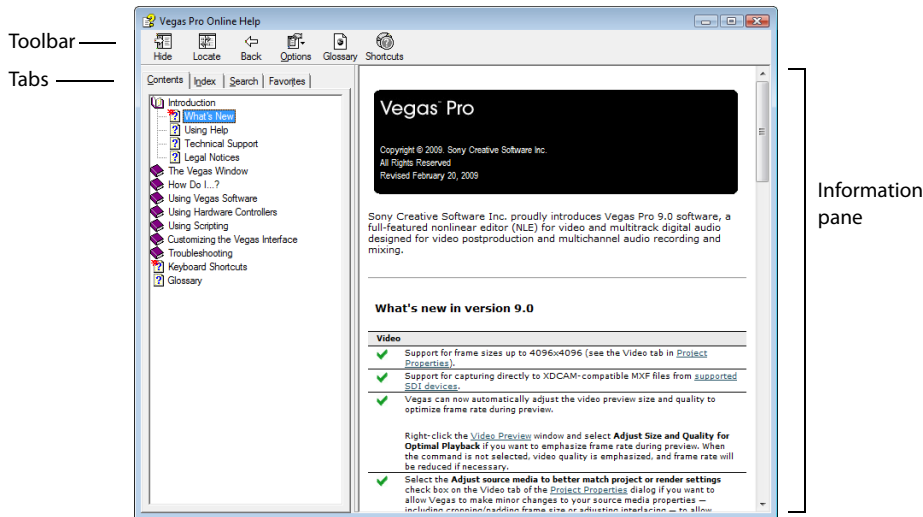 Vegas Pro Online Help
Toolbar
Hide Locate Back Options Glossary Shortcuts
Tabs
Contents Index Search Favorites
Introduction
What's New
Using Help
Technical Support
Legal Notices
The Vegas Window
How Do I...?
Using Vegas Software
Using Hardware Controllers
Using Scripting
Customizing the Vegas Interface
Troubleshooting
Keyboard Shortcuts
Glossary
Vegas™ Pro
Copyright © 2009. Sony Creative Software Inc.
All Rights Reserved
Revised February 20, 2009
Sony Creative Software Inc. proudly introduces Vegas Pro 9.0 software, a
full-featured nonlinear editor (NLE) for video and multitrack digital audio
designed for video postproduction and multichannel audio recording and
mixing.
What's new in version 9.0
Video
Support for frame sizes up to 4096x4096 (see the Video tab in Project
Properties).
Support for capturing directly to XDCAM-compatible MXF files from supported
SDI devices.
Vegas can now automatically adjust the video preview size and quality to
optimize frame rate during preview.
Right-click the Video Preview window and select Adjust Size and Quality for
Optimal Playback if you want to emphasize frame rate during preview. When
the command is not selected, video quality is emphasized, and frame rate will
be reduced if necessary.
Select the Adjust source media to better match project or render settings
check box on the Video tab of the Project Properties dialog if you want to
allow Vegas to make minor changes to your source media properties —
including cropping/padding frame size or adjusting interlacing — to allow
Information
pane